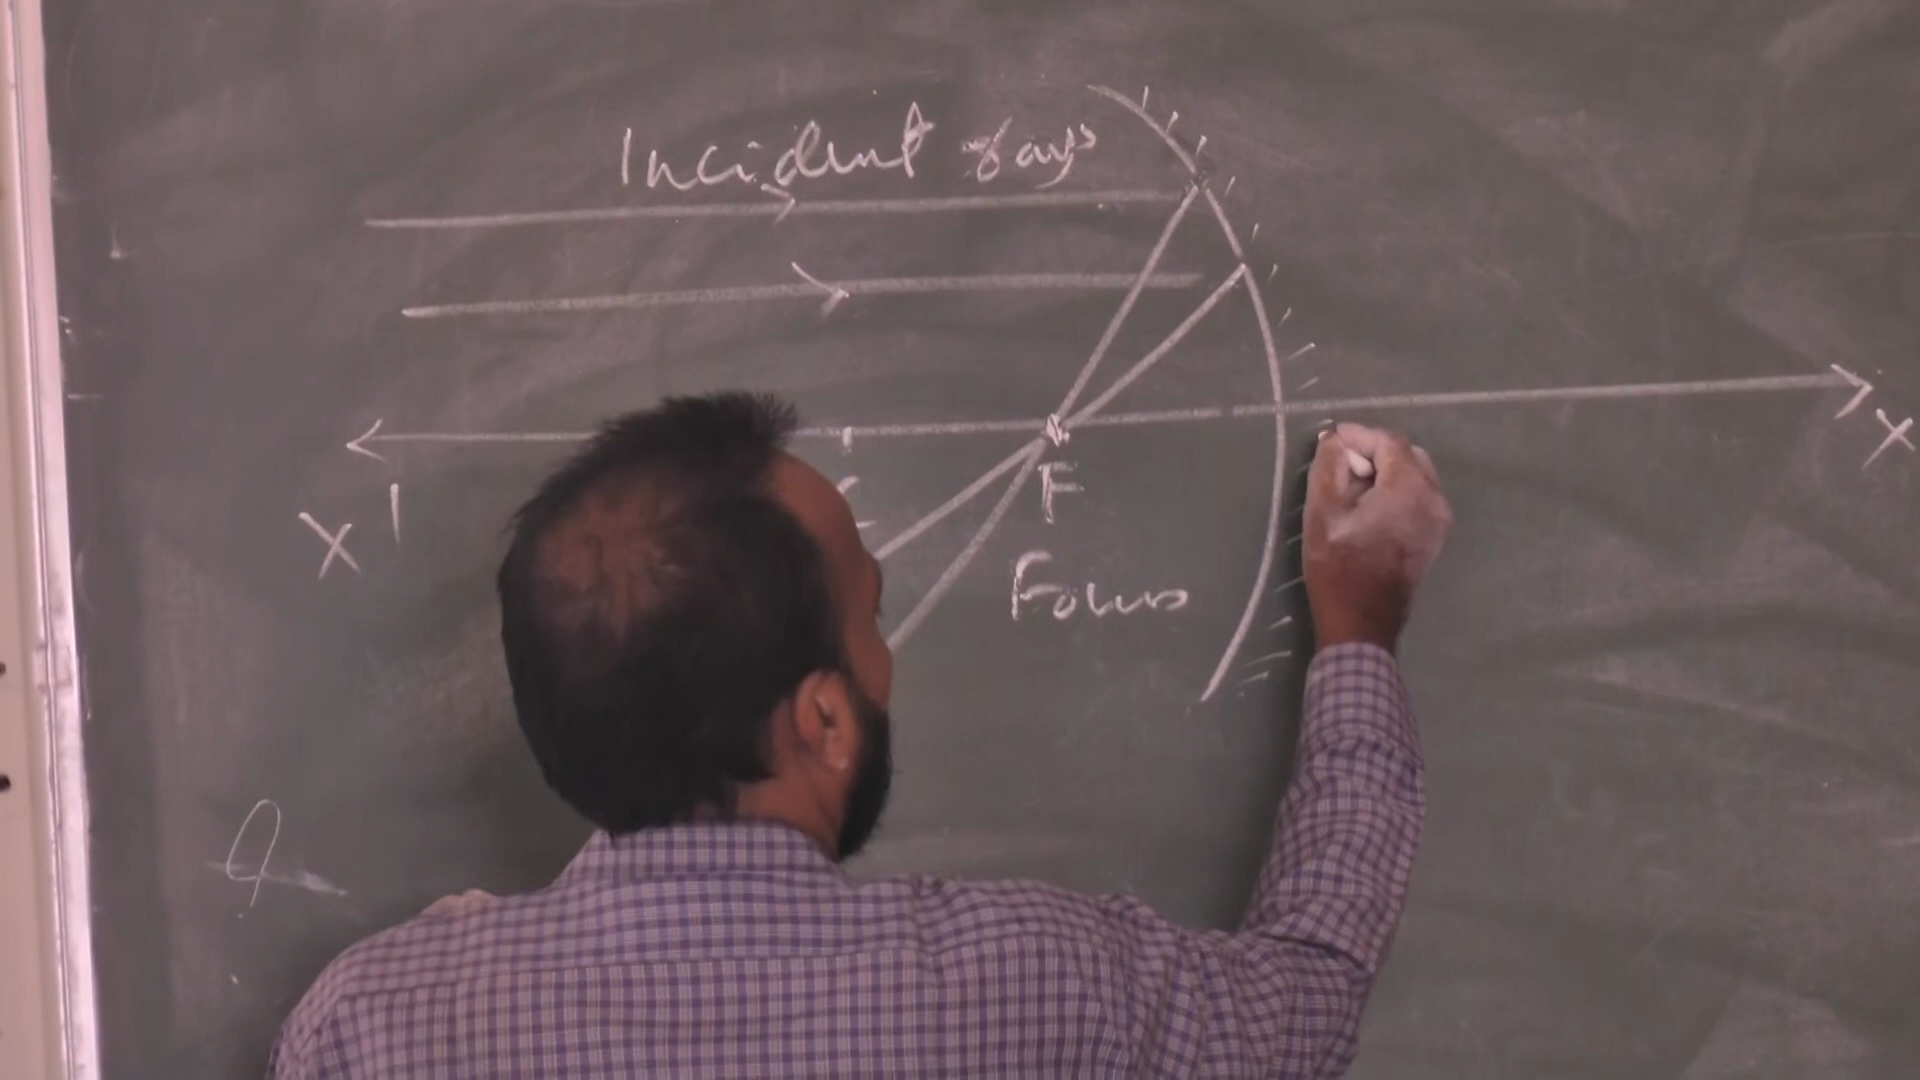 Incident rays
X
X'
F
Focus